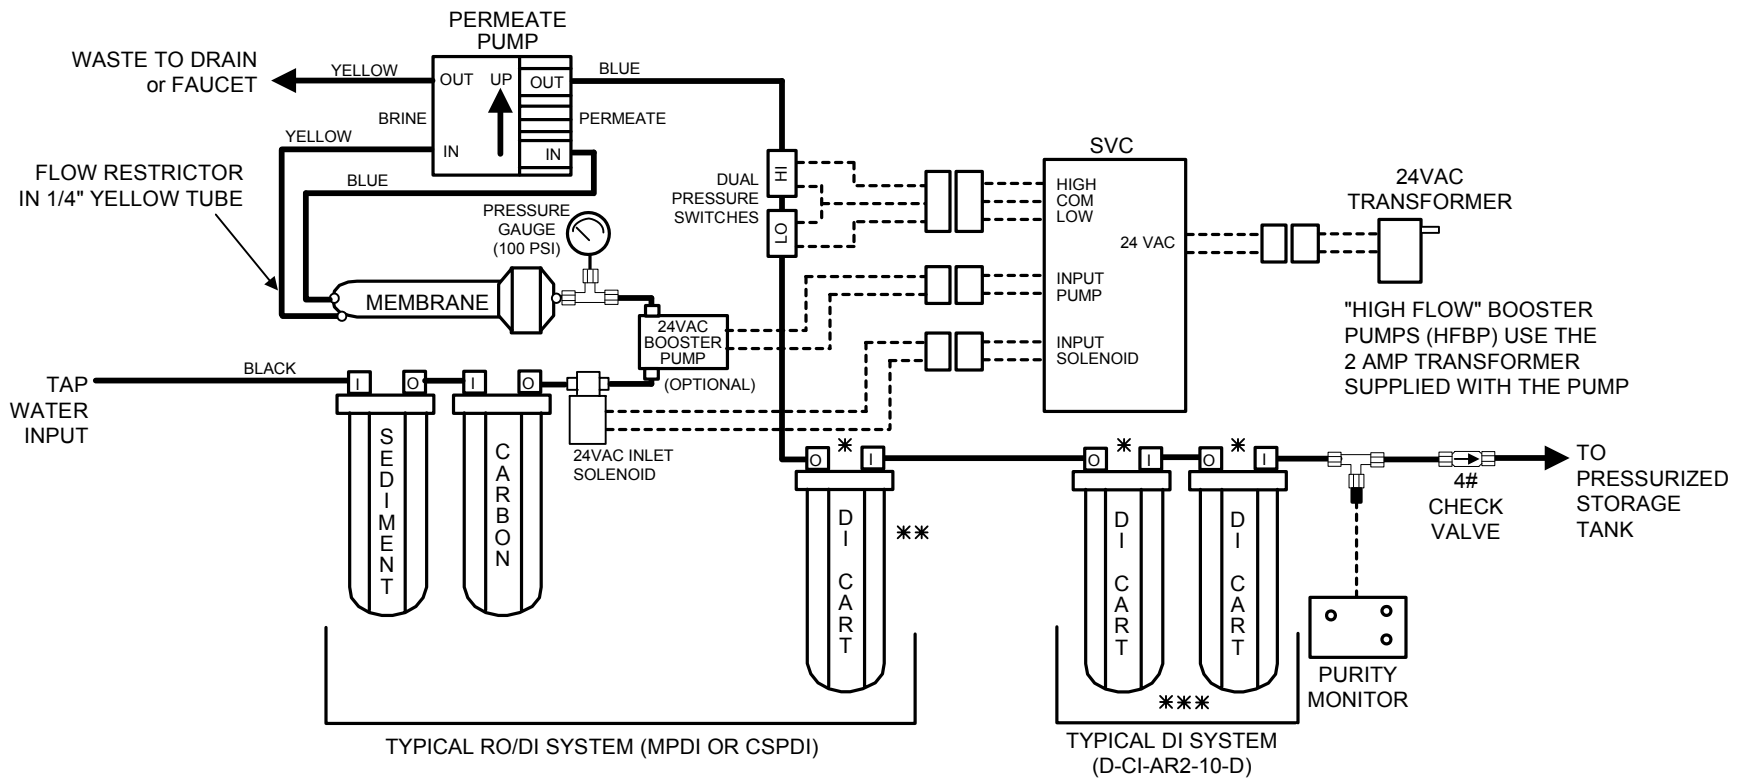 PERMEATE
PUMP
WASTE TO DRAIN
or FAUCET
YELLOW
OUT
UP
OUT
BLUE
BRINE
PERMEATE
YELLOW
IN
IN
FLOW RESTRICTOR
IN 1/4" YELLOW TUBE
BLUE
PRESSURE
GAUGE
(100 PSI)
MEMBRANE
DUAL
PRESSURE
SWITCHES
HI
LO
SVC
HIGH
COM
LOW
24 VAC
INPUT
PUMP
INPUT
SOLENOID
24VAC
TRANSFORMER
"HIGH FLOW" BOOSTER
PUMPS (HFBP) USE THE
2 AMP TRANSFORMER
SUPPLIED WITH THE PUMP
24VAC
BOOSTER
PUMP
(OPTIONAL)
TAP
WATER
INPUT
BLACK
I
O
I
O
SEDIMENT
CARBON
24VAC INLET
SOLENOID
O
*
I
DI CART
**
O
*
I
O
*
I
DI CART
DI CART
***
4#
CHECK
VALVE
TO
PRESSURIZED
STORAGE
TANK
PURITY
MONITOR
TYPICAL RO/DI SYSTEM (MPDI OR CSPDI)
TYPICAL DI SYSTEM
(D-CI-AR2-10-D)